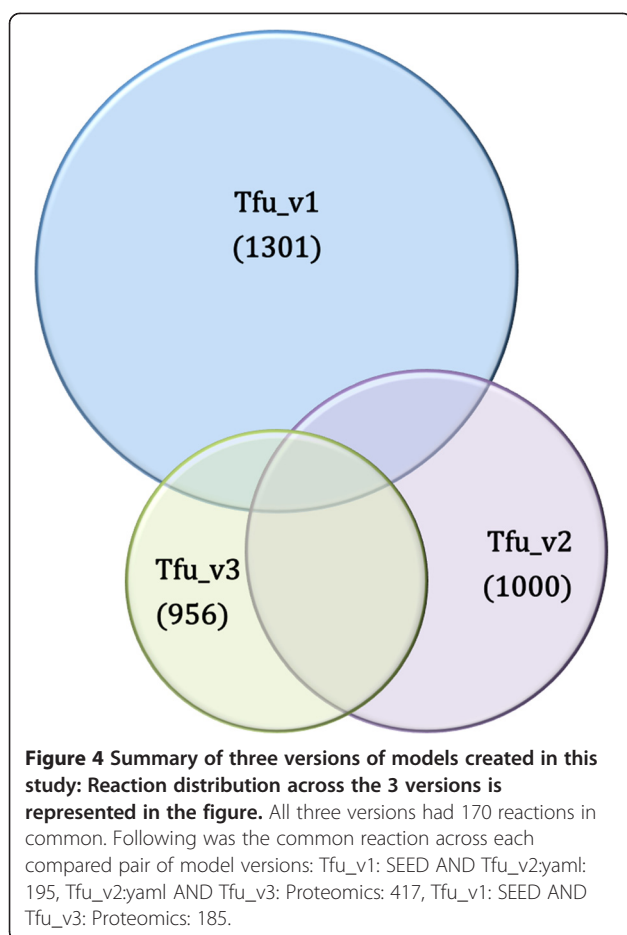 Tfu_v1
(1301)
Tfu_v2
(1000)
Tfu_v3
(956)
Figure 4 Summary of three versions of models created in this
study: Reaction distribution across the 3 versions is
represented in the figure. All three versions had 170 reactions in
common. Following was the common reaction across each
compared pair of model versions: Tfu_v1: SEED AND Tfu_v2:yaml:
195, Tfu_v2:yaml AND Tfu_v3: Proteomics: 417, Tfu_v1: SEED AND
Tfu_v3: Proteomics: 185.